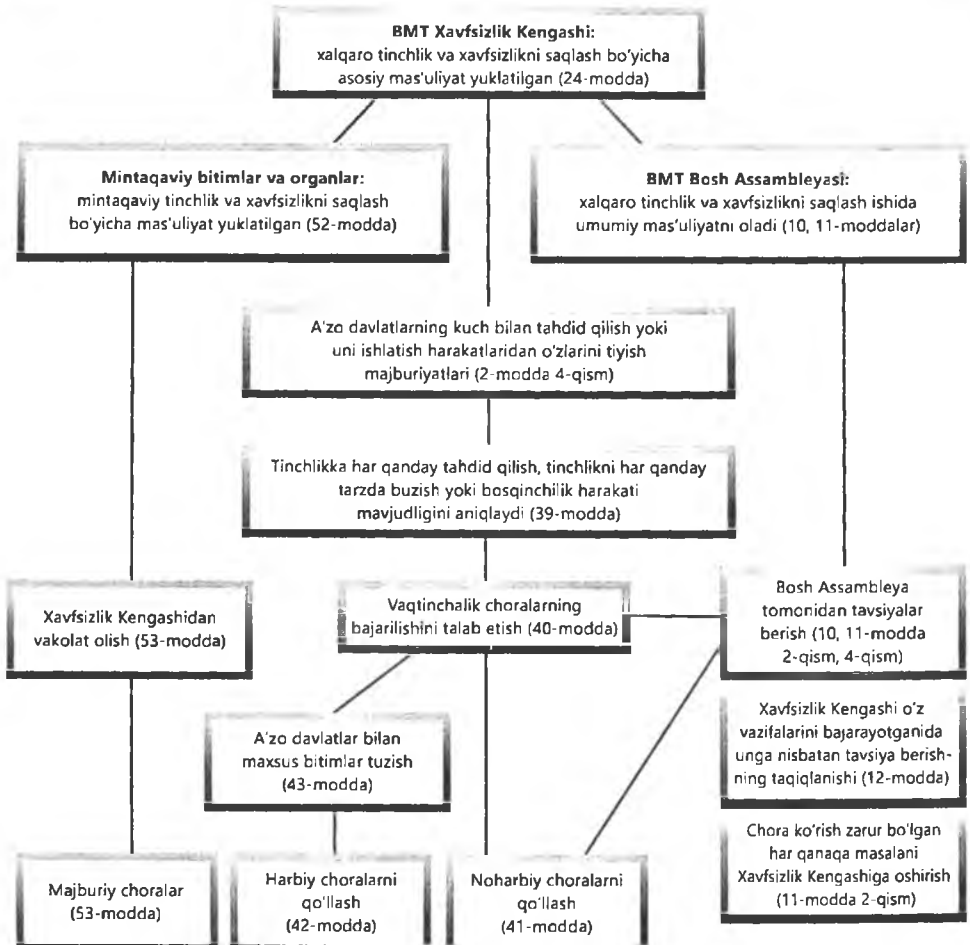 BMT Xavfsizlik Kengashi:
xalqaro tinchlik va xavfsizlikni saqlash bo'yicha
asosiy mas'uliyat yuklatilgan (24-modda)
Mintaqaviy bitimlar va organlar:
mintaqaviy tinchlik va xavfsizlikni saqlash
bo'yicha mas'uliyat yuklatilgan (52-modda)
BMT Bosh Assambleyasi:
xalqaro tinchlik va xavfsizlikni saqlash ishida
umumiy mas'uliyatni oladi (10, 11-moddalar)
A'zo davlatlarning kuch bilan tahdid qilish yoki
uni ishlatish harakatlaridan o'zlarini tiyish
majburiyatlari (2-modda 4-qism)
Tinchlikka har qanday tahdid qilish, tinchlikni har qanday
tarzda buzish yoki bosqinchilik harakati
mavjudligini aniqlaydi (39-modda)
Xavfsizlik Kengashidan
vakolat olish (53-modda)
Vaqtinchalik choralarning
bajarilishini talab etish (40-modda)
Bosh Assambleya
tomonidan tavsiyalar
berish (10, 11-modda
2-qism, 4-qism)
A'zo davlatlar bilan
maxsus bitimlar tuzish
(43-modda)
Xavfsizlik Kengashi o'z
vazifalarini bajarayotganida
unga nisbatan tavsiya berish-
ning taqiqlanishi (12-modda)
Majburiy choralar
(53-modda)
Harbiy choralarni
qo'llash
(42-modda)
Noharbiy choralarni
qo'llash
(41-modda)
Chora ko'rish zarur bo'lgan
har qanaqa masalani
Xavfsizlik Kengashiga oshirish
(11-modda 2-qism)